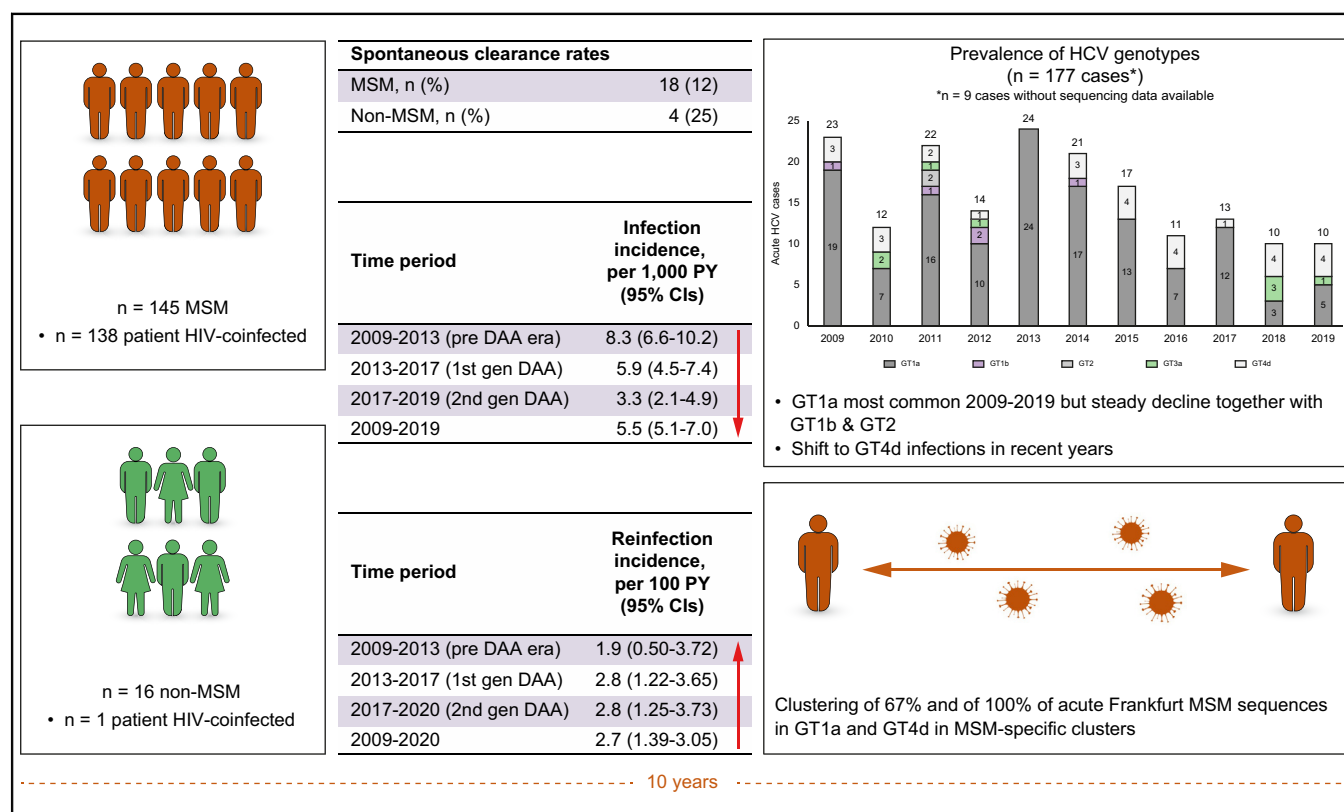 n = 145 MSM
• n = 138 patient HIV-coinfected
n = 16 non-MSM
• n = 1 patient HIV-coinfected
Spontaneous clearance rates
MSM, n (%) 18 (12)
Non-MSM, n (%) 4 (25)
Time period
Infection
incidence,
per 1,000 PY
(95% CIs)
2009-2013 (pre DAA era) 8.3 (6.6-10.2)
2013-2017 (1st gen DAA) 5.9 (4.5-7.4)
2017-2019 (2nd gen DAA) 3.3 (2.1-4.9)
2009-2019 5.5 (5.1-7.0)
Time period
Reinfection
incidence,
per 100 PY
(95% CIs)
2009-2013 (pre DAA era) 1.9 (0.50-3.72)
2013-2017 (1st gen DAA) 2.8 (1.22-3.65)
2017-2020 (2nd gen DAA) 2.8 (1.25-3.73)
2009-2020 2.7 (1.39-3.05)
Prevalence of HCV genotypes
(n = 177 cases*)
*n = 9 cases without sequencing data available
Acute HCV cases
25
20
15
10
5
0
23
3
1
19
12
3
2
7
22
2
1
2
1
16
14
1
1
2
10
24
24
21
3
1
17
17
4
13
11
4
7
13
1
12
10
4
3
3
10
4
1
5
2009 2010 2011 2012 2013 2014 2015 2016 2017 2018 2019
GT1a GT1b GT2 GT3a GT4d
• GT1a most common 2009-2019 but steady decline together with
GT1b & GT2
• Shift to GT4d infections in recent years
Clustering of 67% and of 100% of acute Frankfurt MSM sequences
in GT1a and GT4d in MSM-specific clusters
10 years